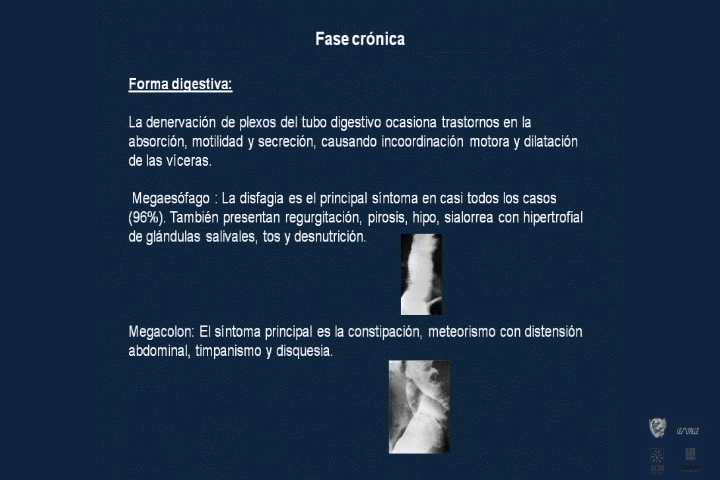 Fase crónica
Forma digestiva:
La denervación de plexos del tubo digestivo ocasiona trastornos en la
absorción, motilidad y secreción, causando incoordinación motora y dilatación
de las víceras.
Megaesófago : La disfagia es el principal síntoma en casi todos los casos
(96%). También presentan regurgitación, pirosis, hipo, sialorrea con hipertrofial
de glándulas salivales, tos y desnutrición.
Megacolon: El síntoma principal es la constipación, meteorismo con distensión
abdominal, timpanismo y disquesia.